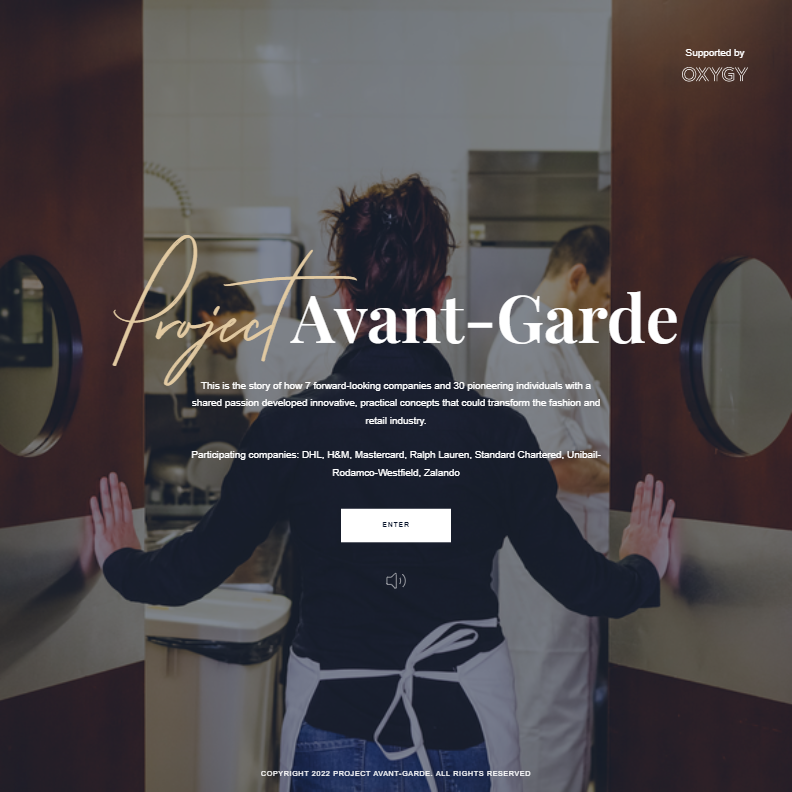 Supported by
OXYGY
Project Avant-Garde
This is the story of how 7 forward-looking companies and 30 pioneering individuals with a
shared passion developed innovative, practical concepts that could transform the fashion and
retail industry.
Participating companies: DHL, H&M, Mastercard, Ralph Lauren, Standard Chartered, Unibail-
Rodamco-Westfield, Zalando
ENTER
COPYRIGHT 2022 PROJECT AVANT-GARDE. ALL RIGHTS RESERVED